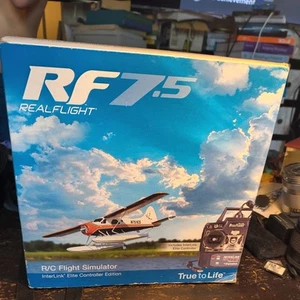 RF7.5
REALFLIGHT
R/C Flight Simulator
InterLink Elite Controller Edition
True to Life